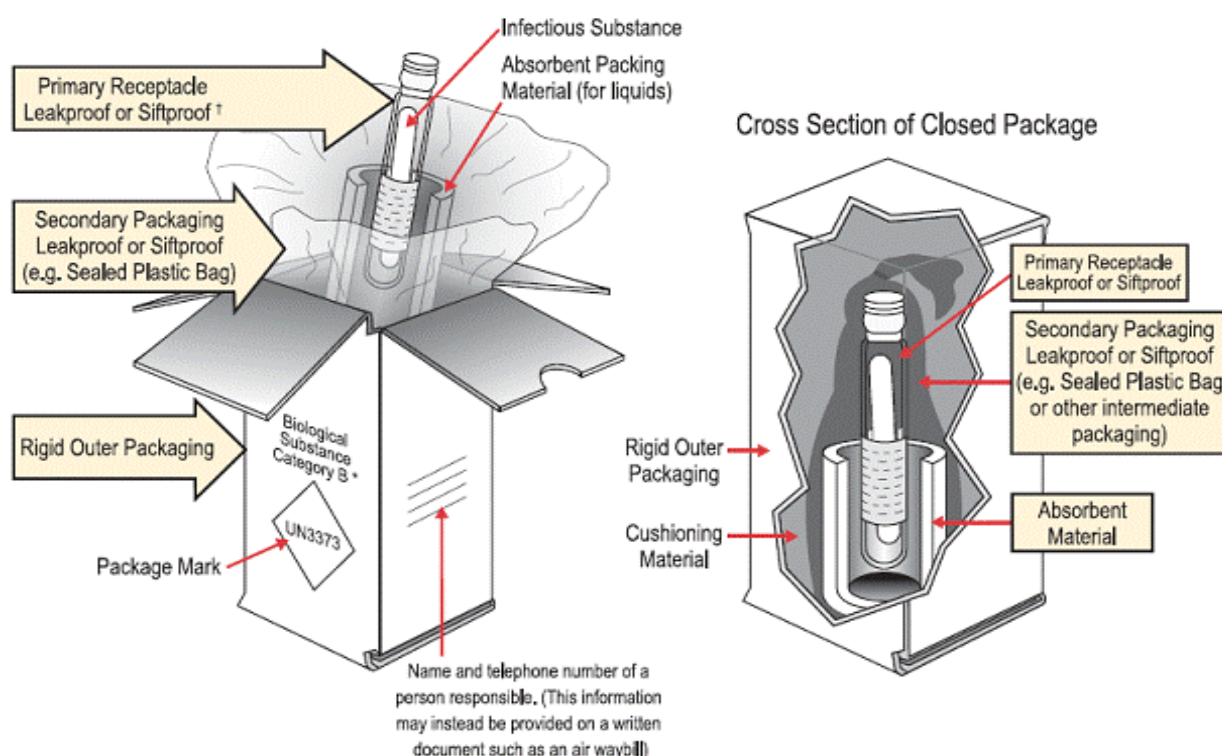 Infectious Substance
Absorbent Packing
Material (for liquids)
Primary Receptacle
Leakproof or Siftproof †
Secondary Packaging
Leakproof or Siftproof
(e.g. Sealed Plastic Bag)
Rigid Outer Packaging
Biological
Substance
Category B *
UN3373
Package Mark
Name and telephone number of a
person responsible. (This information
may instead be provided on a written
document such as an air waybill)
Cross Section of Closed Package
Primary Receptacle
Leakproof or Siftproof
Secondary Packaging
Leakproof or Siftproof
(e.g. Sealed Plastic Bag
or other intermediate
packaging)
Rigid Outer
Packaging
Cushioning
Material
Absorbent
Material